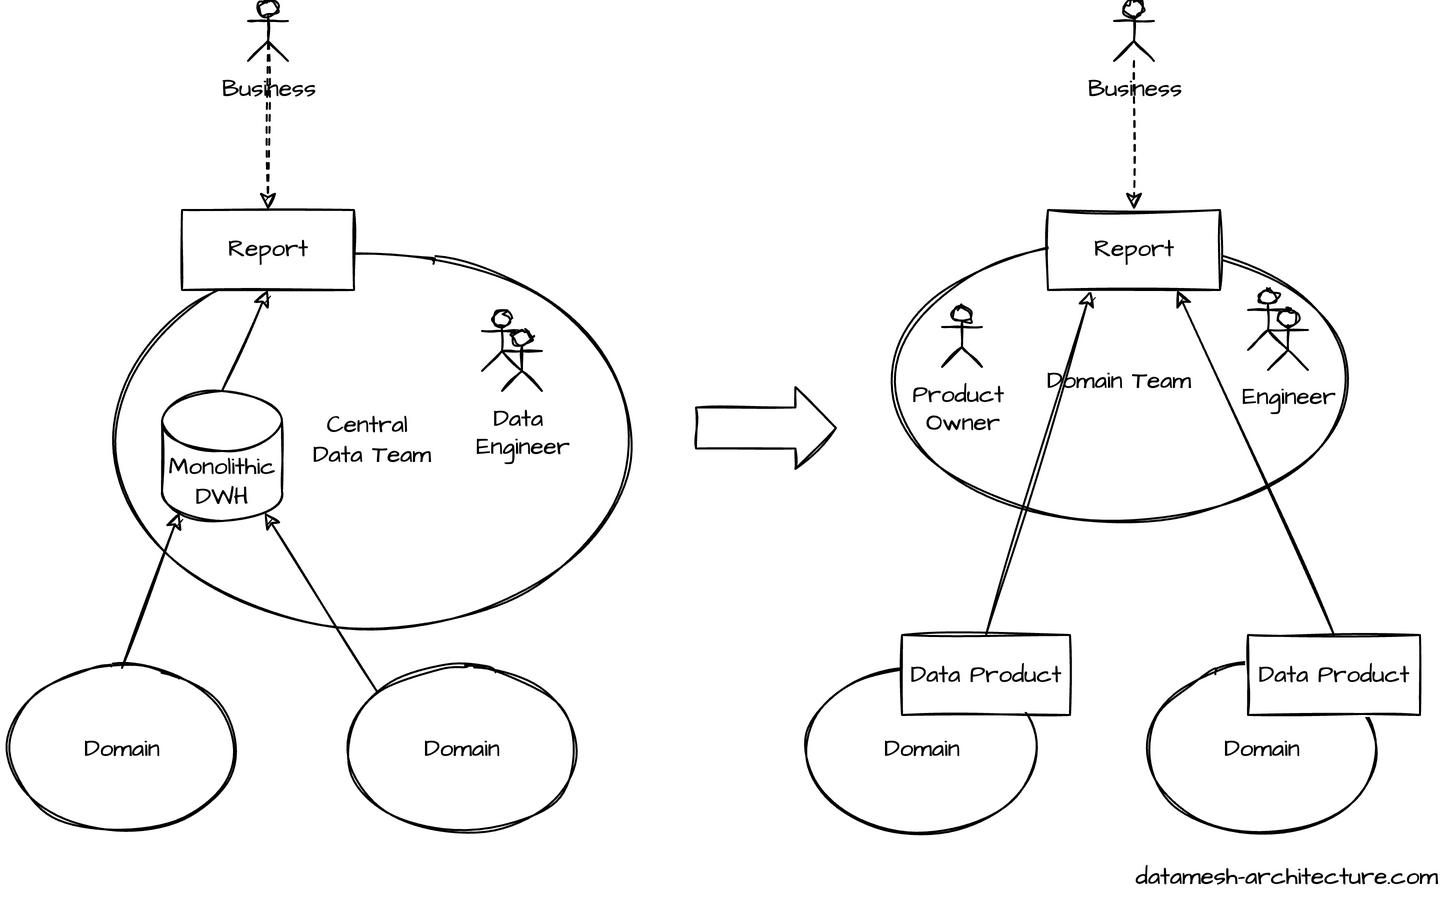 Business
Report
Monolithic
DWH
Central
Data Team
Data
Engineer
Domain
Domain
Business
Report
Product
Owner
Domain Team
Engineer
Data Product
Domain
Data Product
Domain
datamesh-architecture.com